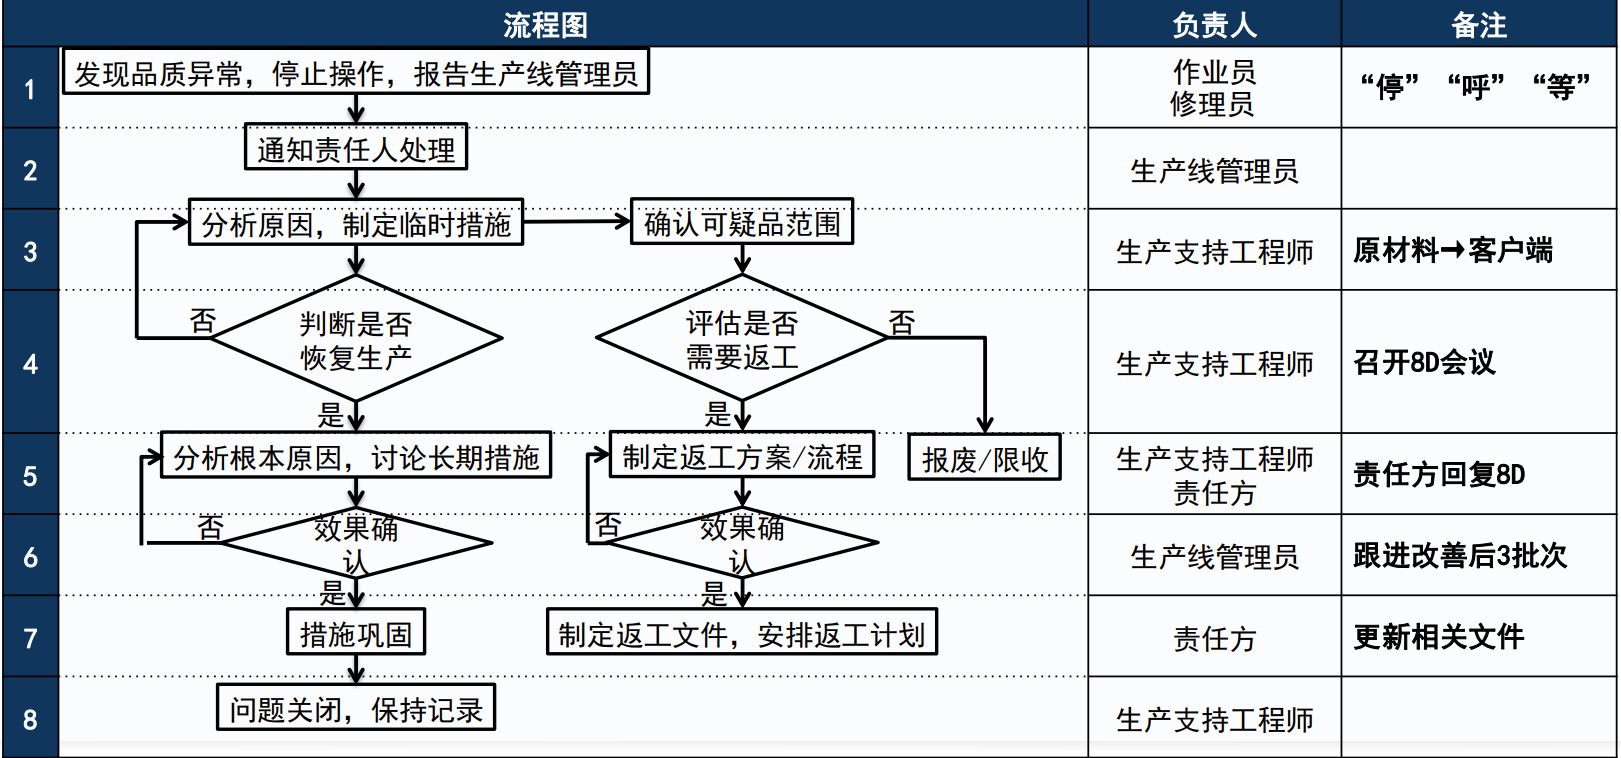 流程图
负责人
备注
1
发现品质异常，停止操作，报告生产线管理员
作业员
修理员
“停” “呼” “等”
2
通知责任人处理
生产线管理员
3
分析原因，制定临时措施
确认可疑品范围
生产支持工程师
原材料→客户端
4
否
判断是否
恢复生产
是
评估是否
需要返工
否
是
生产支持工程师
召开8D会议
5
分析根本原因，讨论长期措施
制定返工方案/流程
报废/限收
生产支持工程师
责任方
责任方回复8D
6
否
效果确
认
是
否
效果确
认
是
生产线管理员
跟进改善后3批次
7
措施巩固
制定返工文件，安排返工计划
责任方
更新相关文件
8
问题关闭，保持记录
生产支持工程师